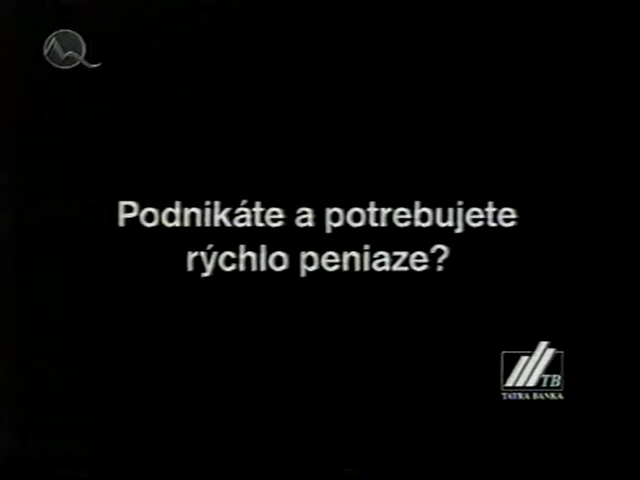 Podnikáte a potrebujete
rýchlo peniaze?
TB
TATRA BANKA